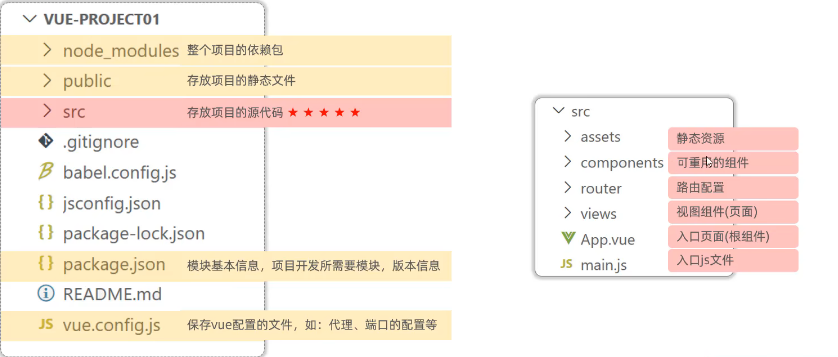 VUE-PROJECT01
node_modules 整个项目的依赖包
public 存放项目的静态文件
src 存放项目的源代码 ★ ★ ★ ★ ★
.gitignore
babel.config.js
{} jsconfig.json
{} package-lock.json
{} package.json 模块基本信息，项目开发所需要模块，版本信息
README.md
JS vue.config.js 保存vue配置的文件，如：代理、端口的配置等
src
assets 静态资源
components 可重用的组件
router 路由配置
views 视图组件(页面)
App.vue 入口页面(根组件)
JS main.js 入口js文件